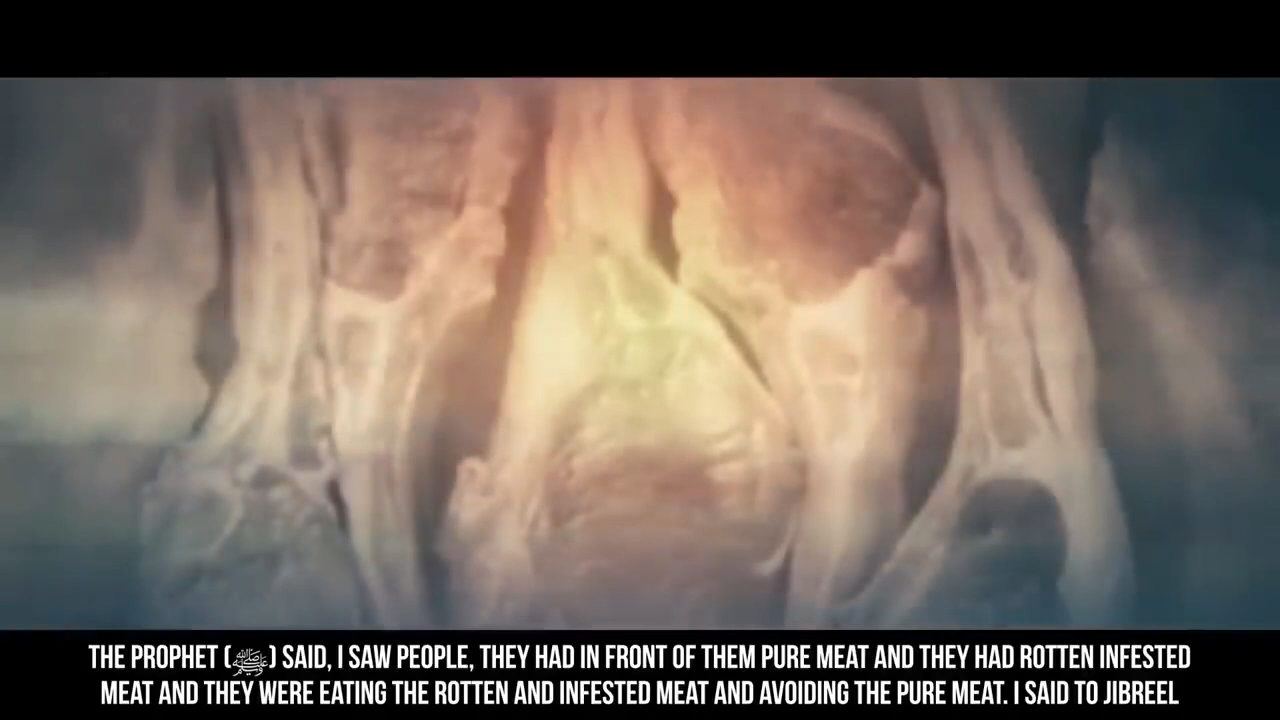 THE PROPHET (ﷺ) SAID, I SAW PEOPLE, THEY HAD IN FRONT OF THEM PURE MEAT AND THEY HAD ROTTEN INFESTED
MEAT AND THEY WERE EATING THE ROTTEN AND INFESTED MEAT AND AVOIDING THE PURE MEAT. I SAID TO JIBREEL